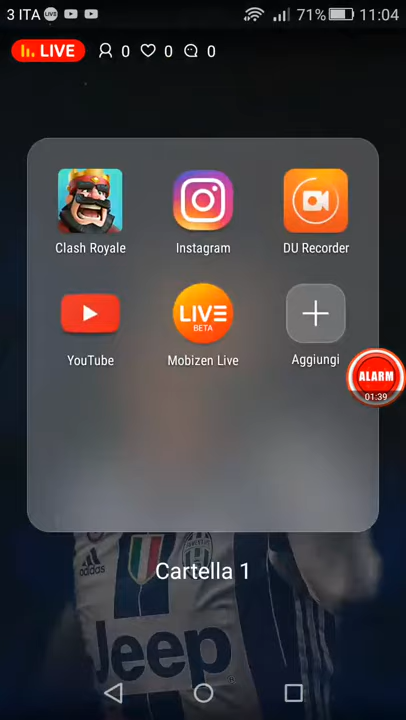 3 ITA LIVE 71% 11:04
LIVE 0 0 0
Clash Royale Instagram DU Recorder
LIVE
BETA
YouTube Mobizen Live Aggiungi
ALARM
01:39
Cartella 1
adidas
Jeep